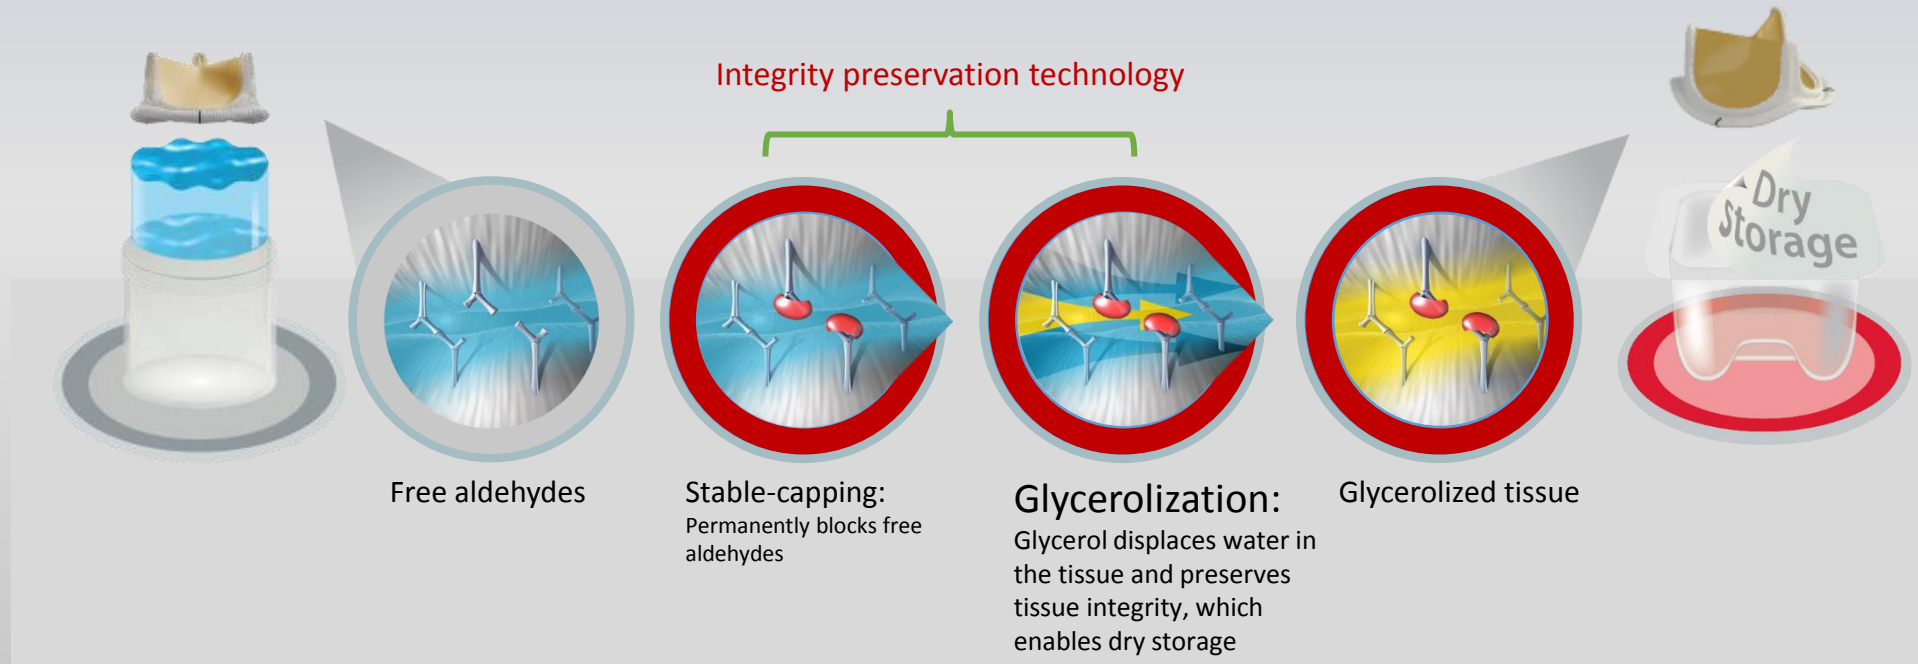 Integrity preservation technology
Dry
Storage
Free aldehydes
Stable-capping:
Permanently blocks free
aldehydes
Glycerolization:
Glycerol displaces water in
the tissue and preserves
tissue integrity, which
enables dry storage
Glycerolized tissue